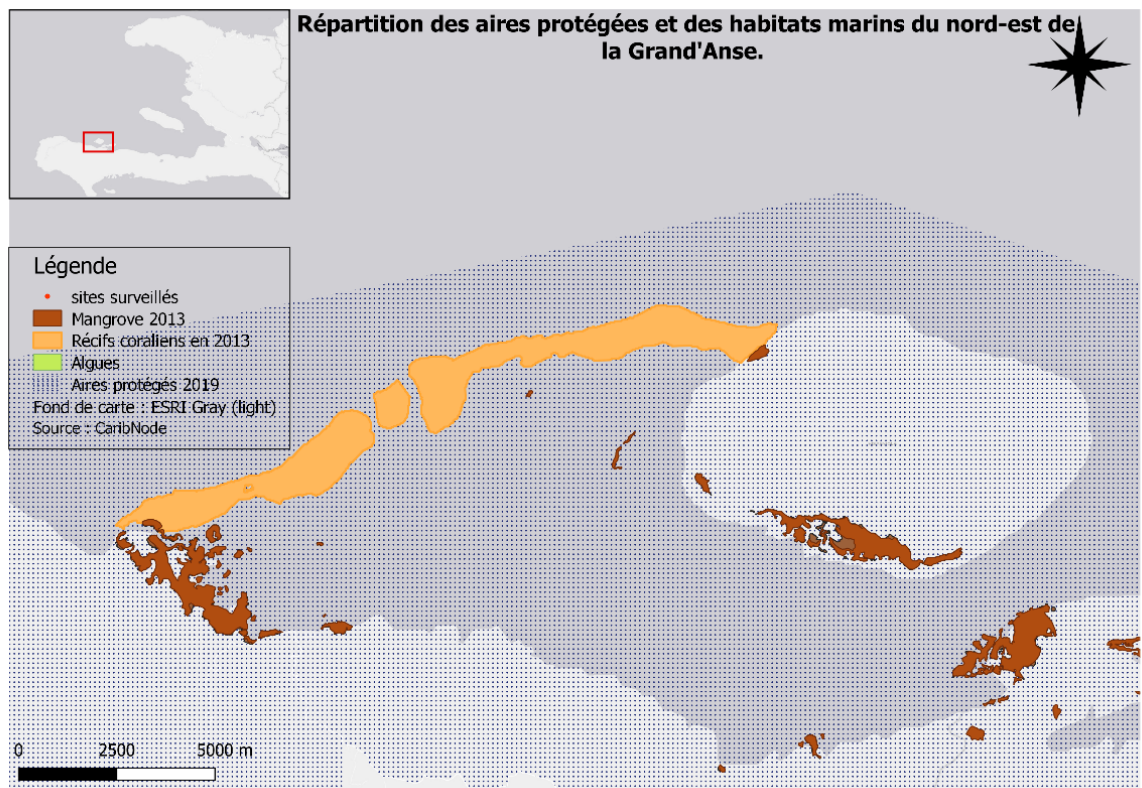 Répartition des aires protégées et des habitats marins du nord-est de
la Grand'Anse.
Légende
sites surveillés
Mangrove 2013
Récifs coraliens en 2013
Algues
Aires protégés 2019
Fond de carte : ESRI Gray (light)
Source : CaribNode
0 2500 5000 m